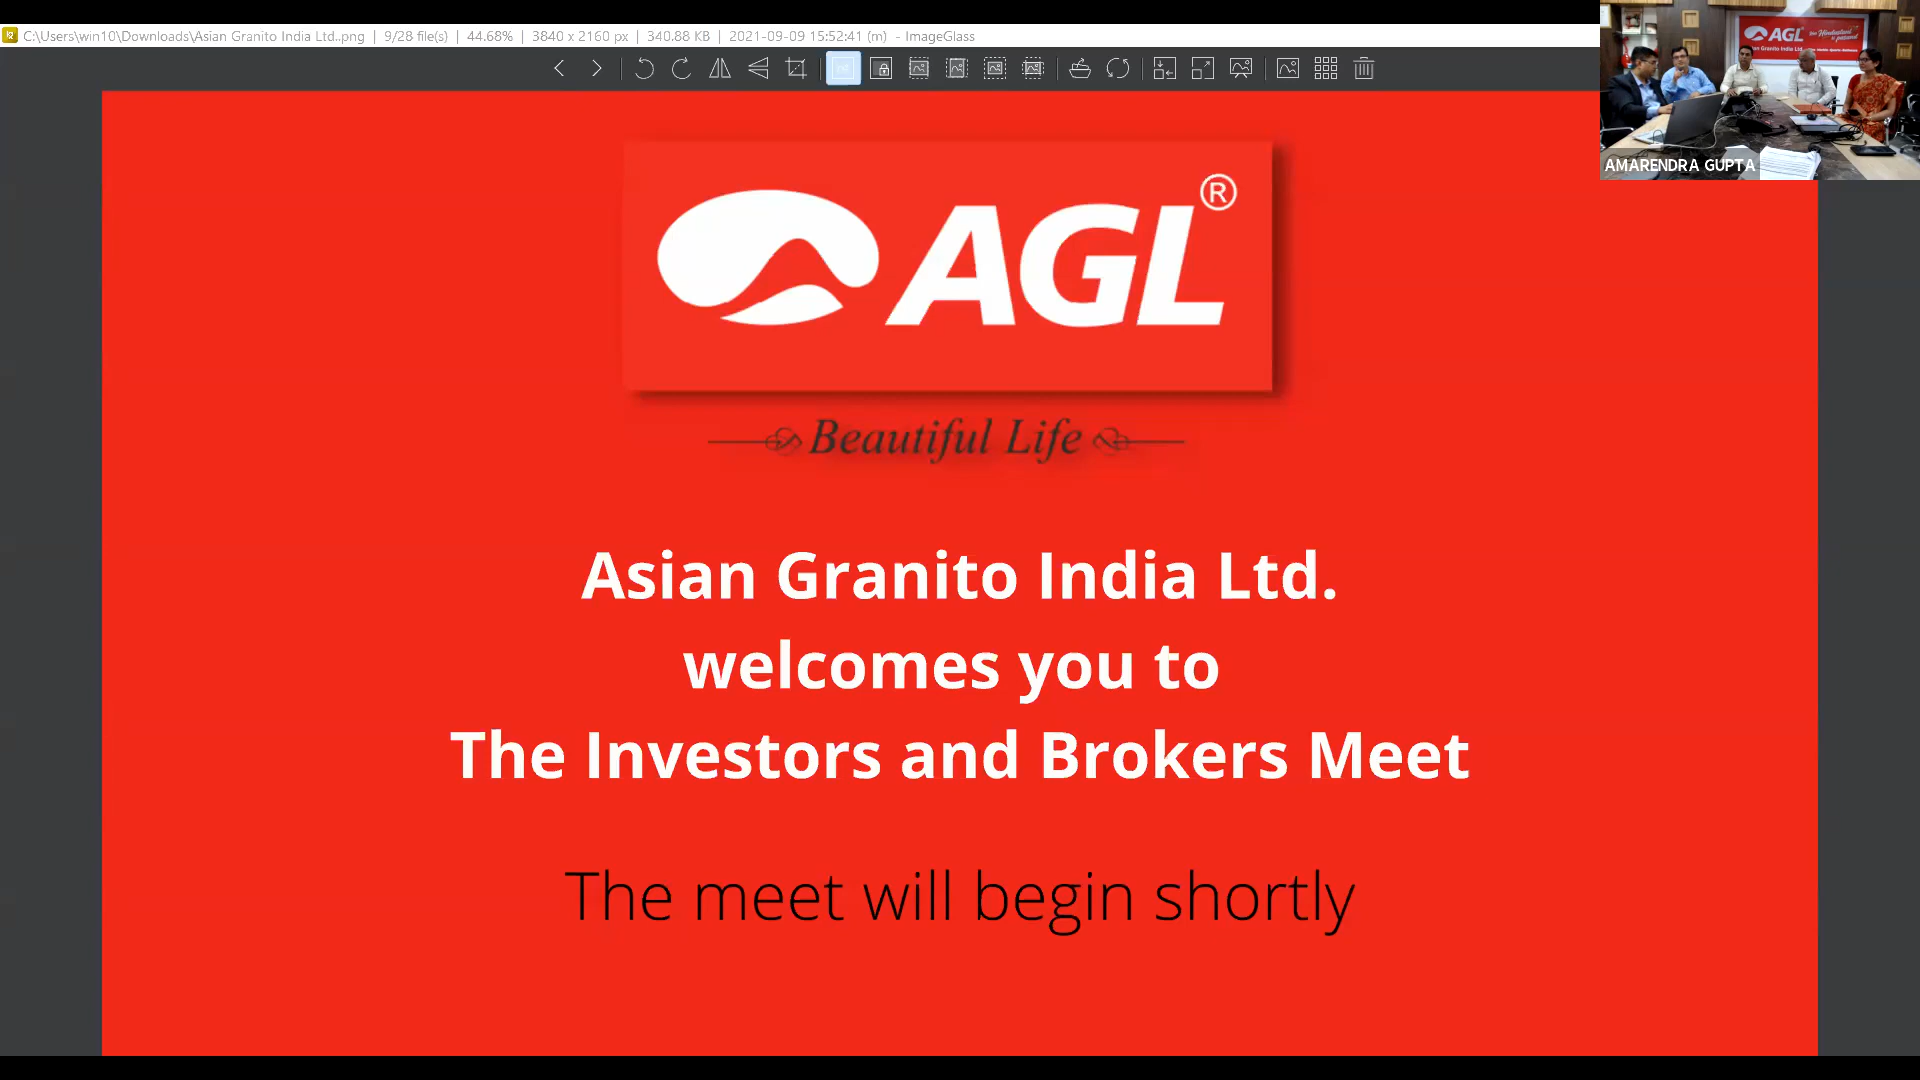 C:\Users\win10\Downloads\Asian Granito India Ltd..png | 9/28 file(s) | 44.68% | 3840 x 2160 px | 340.88 KB | 2021-09-09 15:52:41 (m) - ImageGlass
AGL
AMARENDRA GUPTA
AGL®
Beautiful Life
Asian Granito India Ltd.
welcomes you to
The Investors and Brokers Meet
The meet will begin shortly